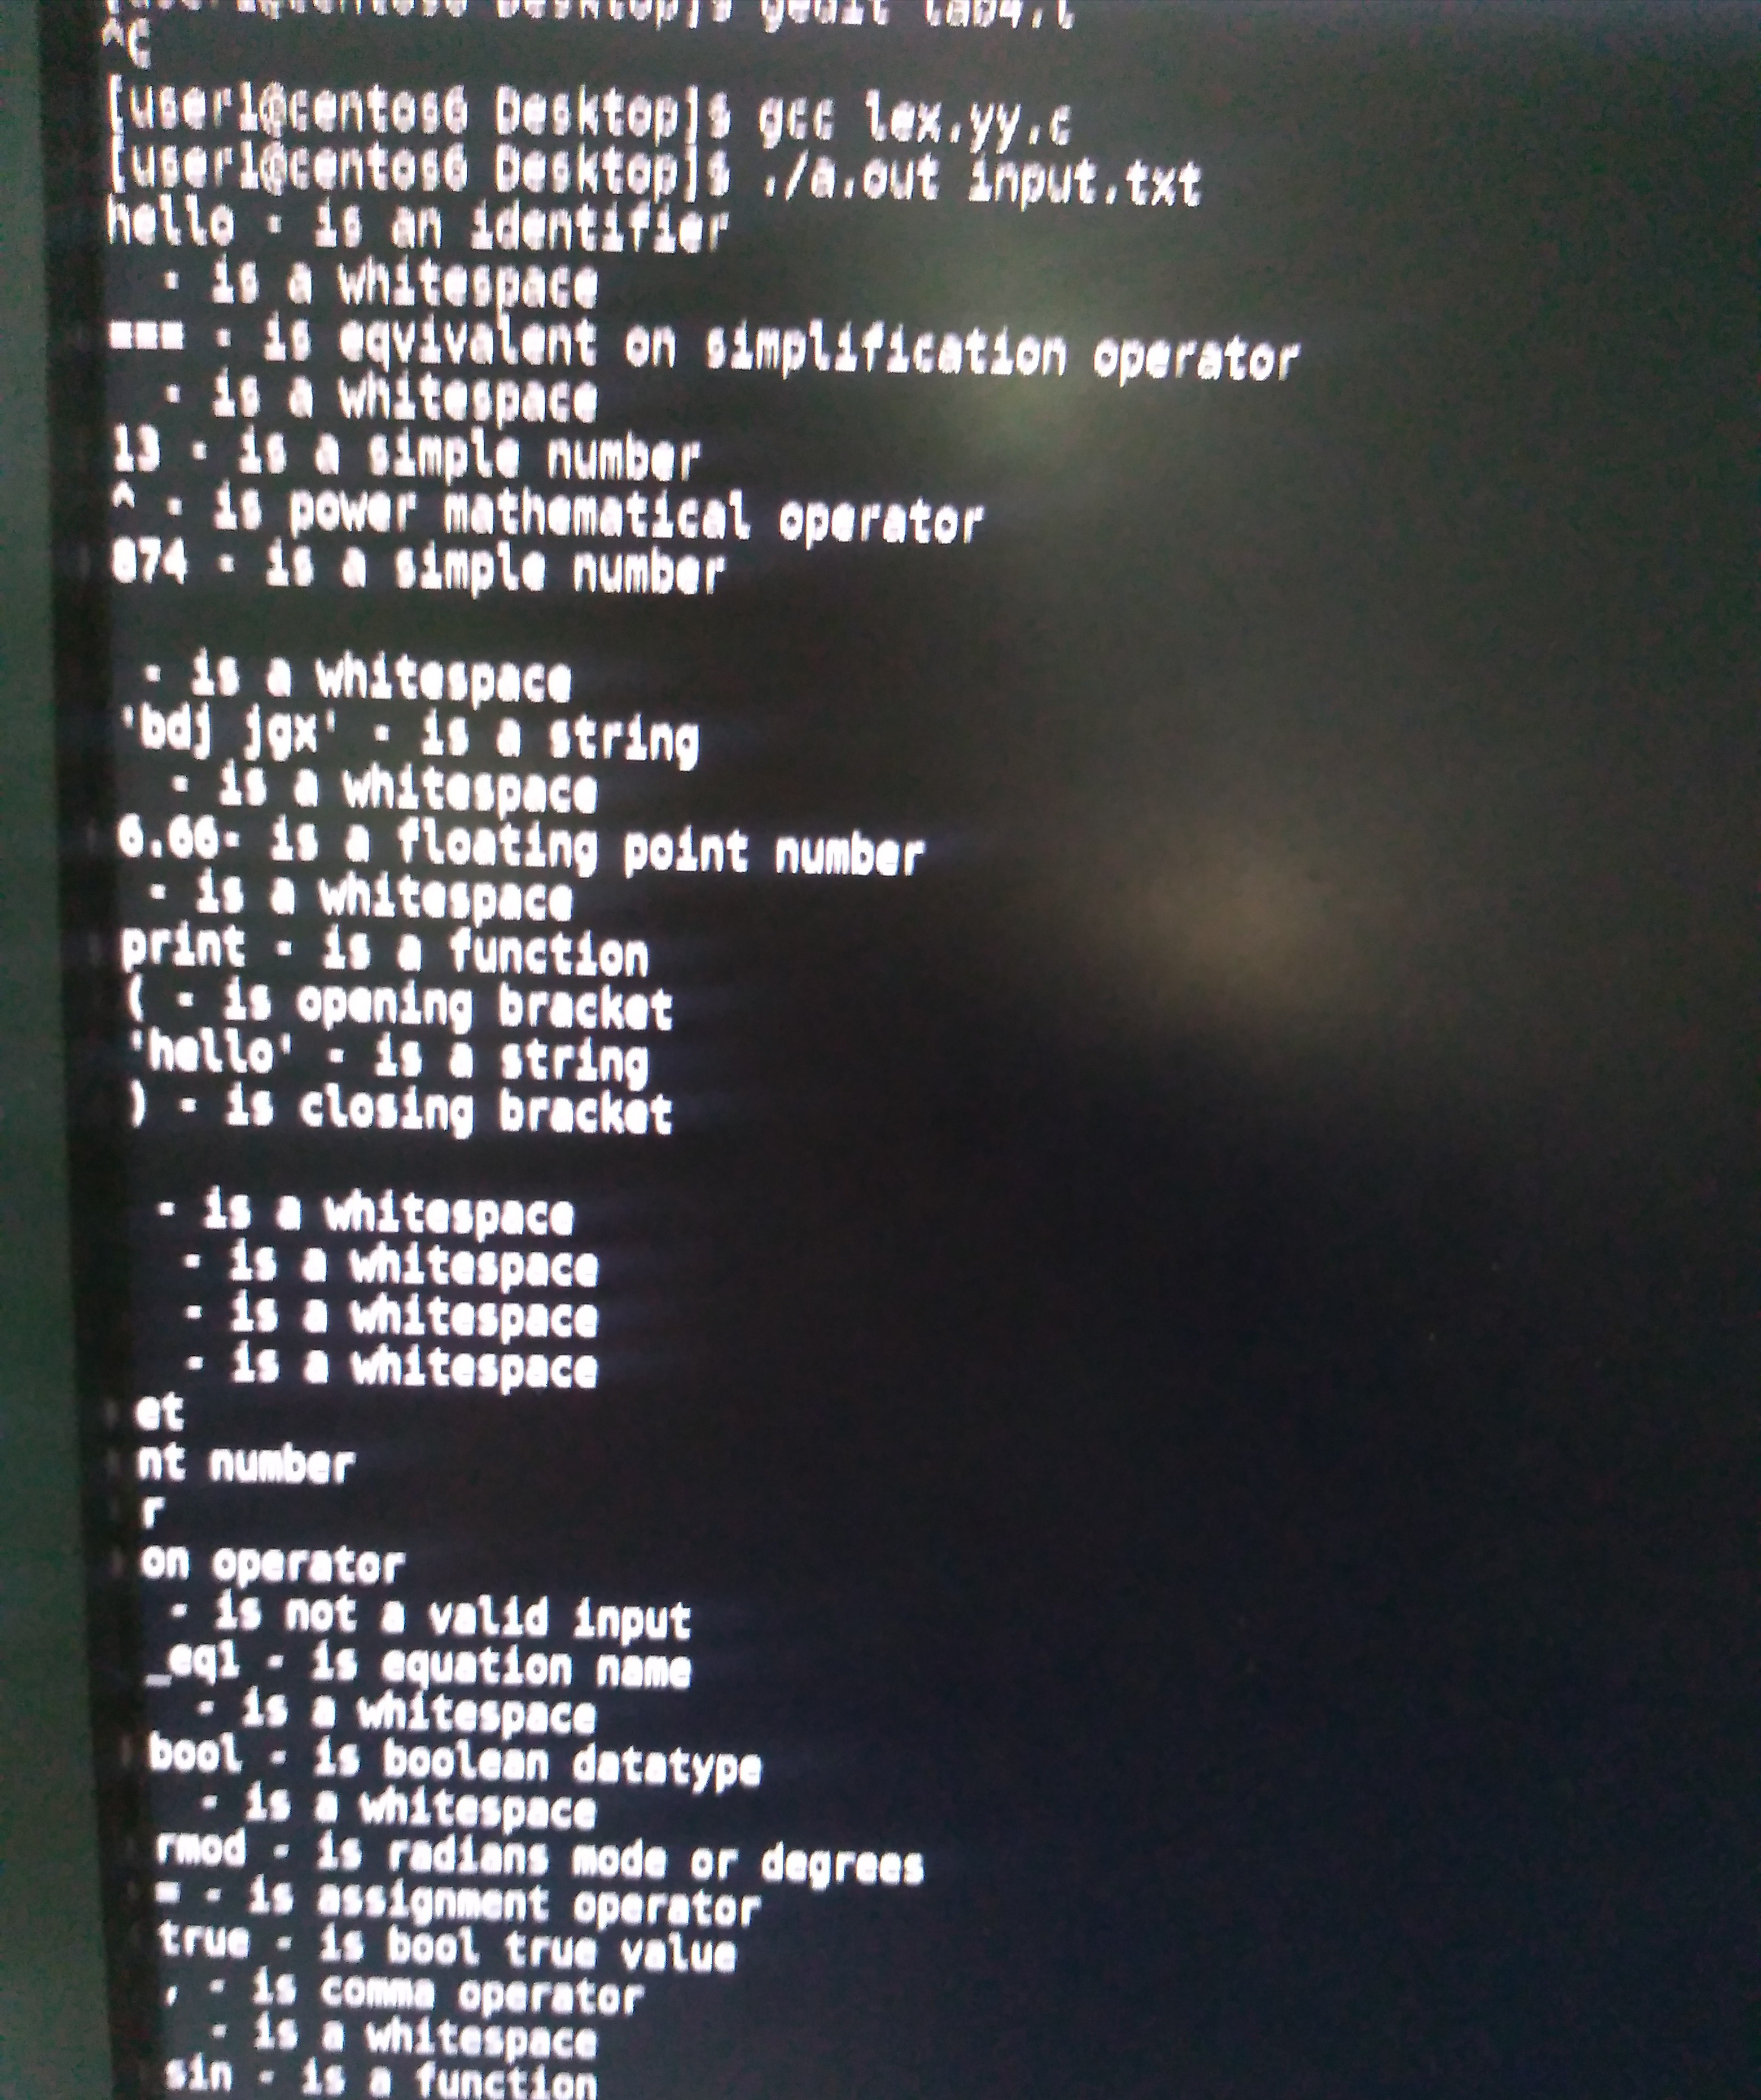 [user1@centos6 Desktop]$ gedit lab4.l
^C
[user1@centos6 Desktop]$ gcc lex.yy.c
[user1@centos6 Desktop]$ ./a.out input.txt
hello - is an identifier
- is a whitespace
=== - is eqvivalent on simplification operator
- is a whitespace
13 - is a simple number
^ - is power mathematical operator
874 - is a simple number
- is a whitespace
'bdj jgx' - is a string
- is a whitespace
6.66- is a floating point number
- is a whitespace
print - is a function
( - is opening bracket
'hello' - is a string
) - is closing bracket
- is a whitespace
- is a whitespace
- is a whitespace
- is a whitespace
et
nt number
r
on operator
- is not a valid input
_eq1 - is equation name
- is a whitespace
bool - is boolean datatype
- is a whitespace
rmod - is radians mode or degrees
= - is assignment operator
true - is bool true value
, - is comma operator
- is a whitespace
sin - is a function